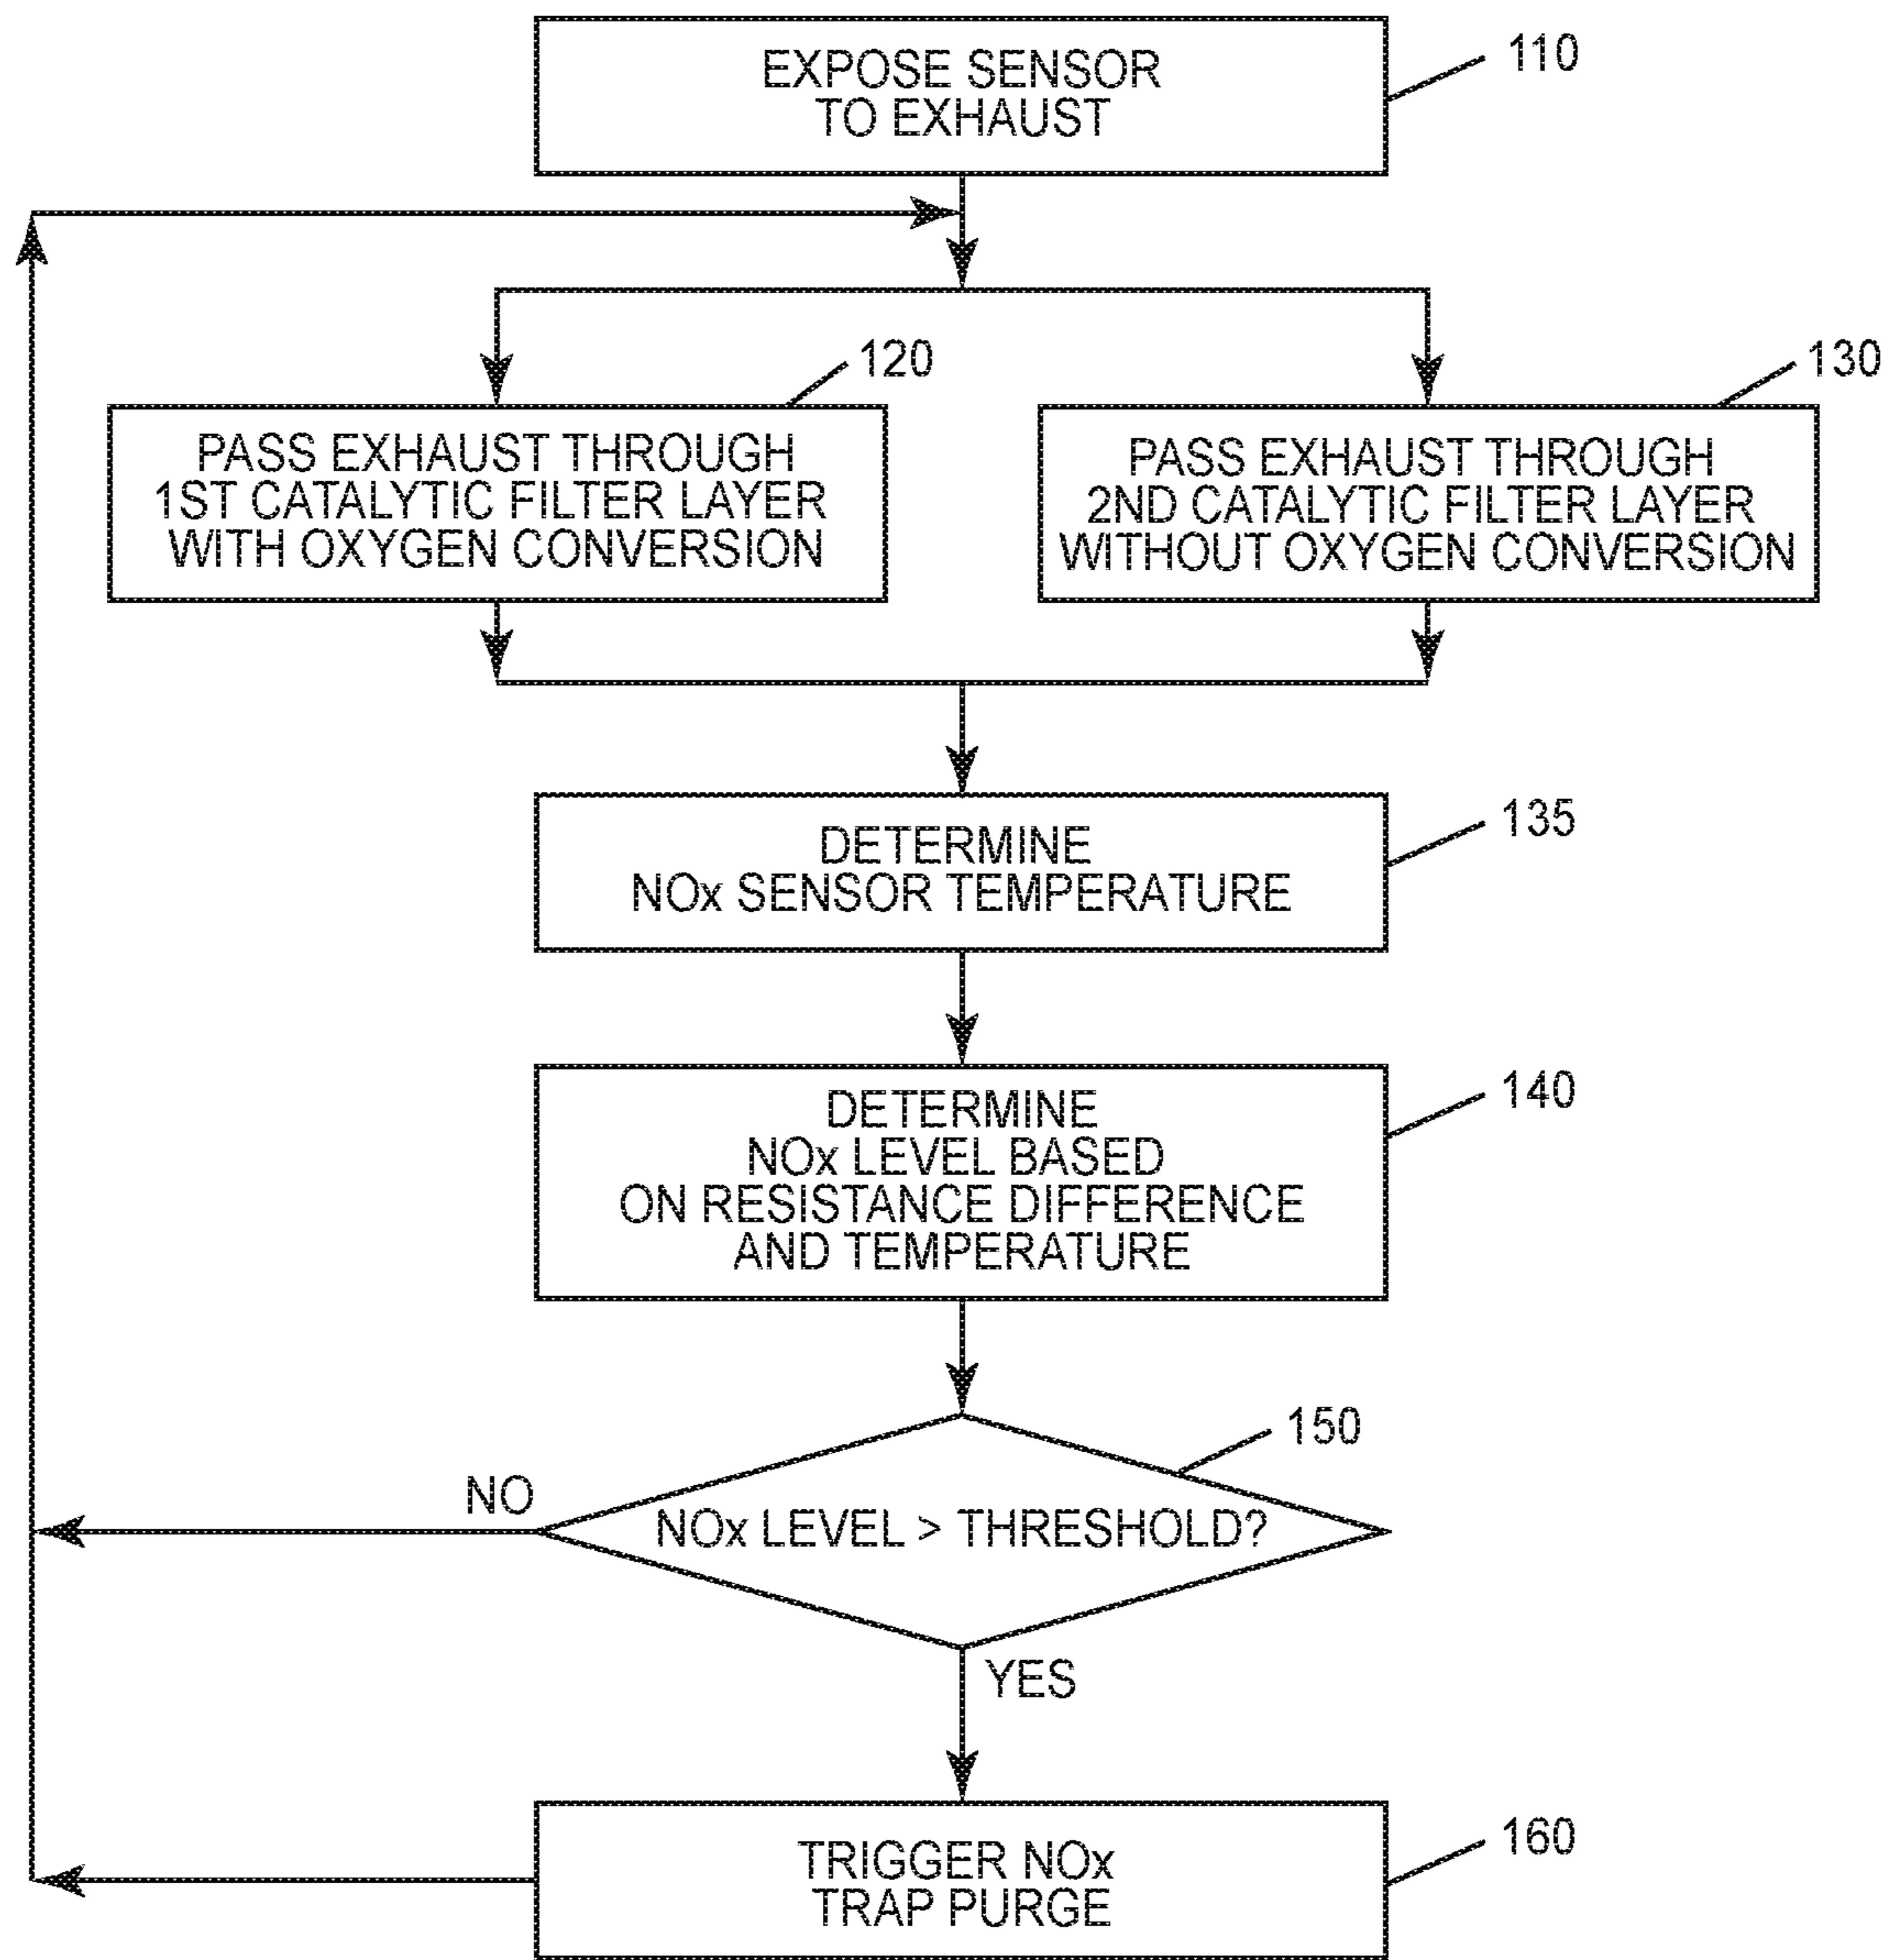 EXPOSE SENSOR
TO EXHAUST
110
120
130
PASS EXHAUST THROUGH
1ST CATALYTIC FILTER LAYER
WITH OXYGEN CONVERSION
PASS EXHAUST THROUGH
2ND CATALYTIC FILTER LAYER
WITHOUT OXYGEN CONVERSION
DETERMINE
NOx SENSOR TEMPERATURE
135
DETERMINE
NOx LEVEL BASED
ON RESISTANCE DIFFERENCE
AND TEMPERATURE
140
150
NO
NOx LEVEL > THRESHOLD?
YES
TRIGGER NOx
TRAP PURGE
160